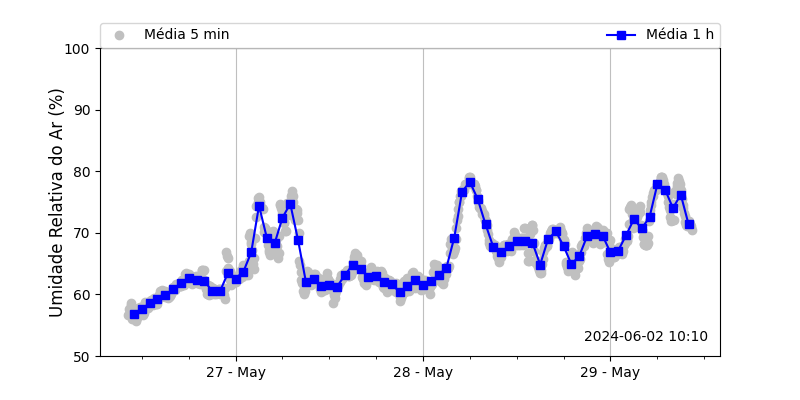 Média 5 min
Média 1 h
Umidade Relativa do Ar (%)
100
90
80
70
60
50
2024-06-02 10:10
27 - May
28 - May
29 - May